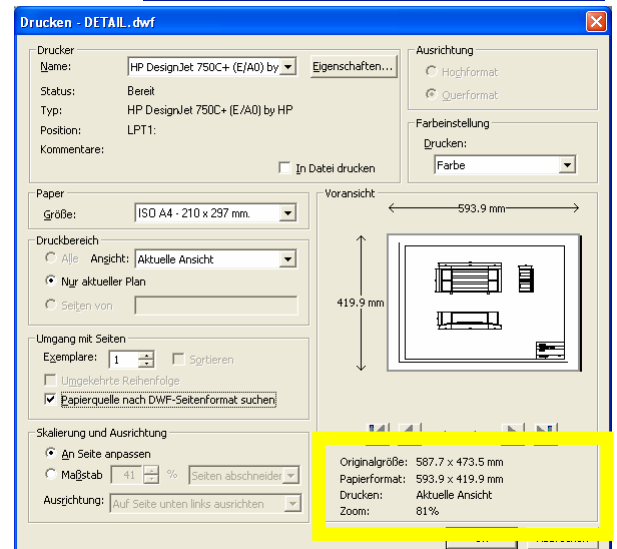 Drucken - DETAIL.dwf
Drucker
Name: HP DesignJet 750C+ (E/A0) by
Eigenschaften...
Status: Bereit
Typ: HP DesignJet 750C+ (E/A0) by HP
Position: LPT1:
Kommentare:
In Datei drucken
Ausrichtung
Hochformat
Querformat
Farbeinstellung
Drucken:
Farbe
Paper
Größe: ISO A4 - 210 x 297 mm.
Druckbereich
Alle Ansicht: Aktuelle Ansicht
Nur aktueller Plan
Seiten von
Umgang mit Seiten
Exemplare: 1 Sortieren
Umgekehrte Reihenfolge
Papierquelle nach DWF-Seitenformat suchen
Skalierung und Ausrichtung
An Seite anpassen
Maßstab 41 % Seiten abschneider
Ausrichtung: Auf Seite unten links ausrichten
Voransicht
593.9 mm
419.9 mm
Originalgröße: 587.7 x 473.5 mm
Papierformat: 593.9 x 419.9 mm
Drucken: Aktuelle Ansicht
Zoom: 81%